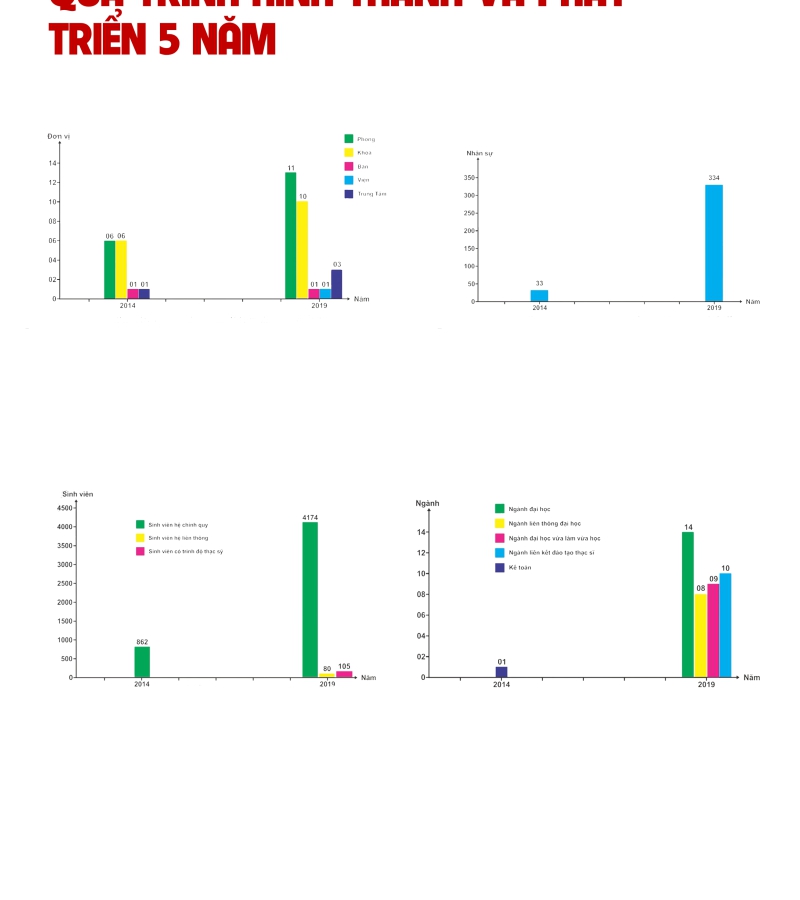 QUÁ TRÌNH HÌNH THÀNH VÀ PHÁT
TRIỂN 5 NĂM
Đơn vị
14
12
10
08
06
04
02
0
06 06
01 01
11
10
01 01
03
2014
2019
Năm
Phòng
Khoa
Ban
Viện
Trung tâm
Nhân sự
350
300
250
200
150
100
50
0
33
334
2014
2019
Năm
Sinh viên
4500
4000
3500
3000
2500
2000
1500
1000
500
0
Sinh viên hệ chính quy
Sinh viên hệ liên thông
Sinh viên có trình độ thạc sỹ
862
4174
80
105
2014
2019
Năm
Ngành
14
12
10
08
06
04
02
0
Ngành đại học
Ngành liên thông đại học
Ngành đại học vừa làm vừa học
Ngành liên kết đào tạo thạc sĩ
Kế toán
01
14
08
09
10
2014
2019
Năm